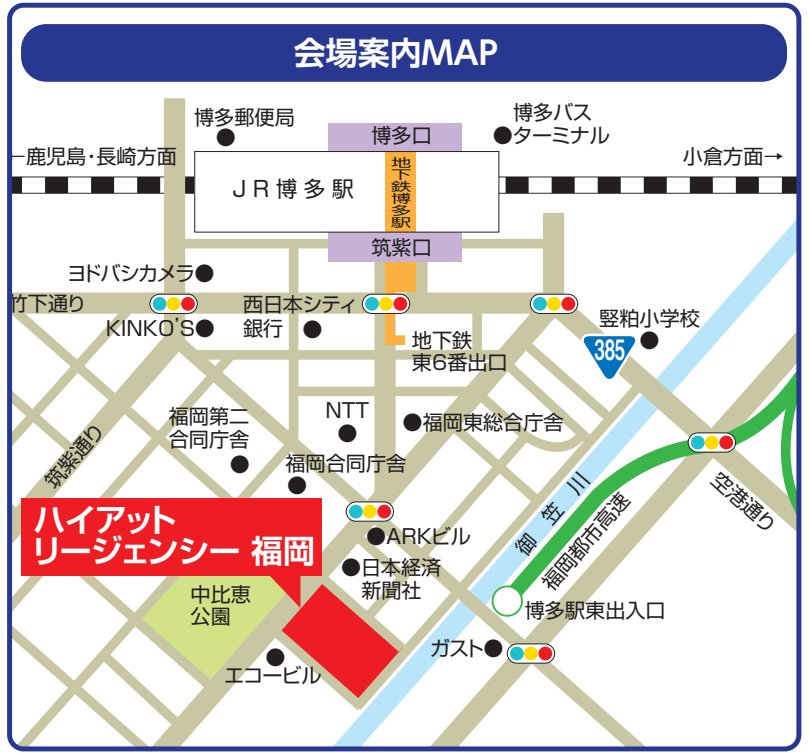 会場案内MAP
博多郵便局
博多口
博多バス
ターミナル
←鹿児島・長崎方面
小倉方面→
JR博多駅
地下鉄博多駅
筑紫口
ヨドバシカメラ
竹下通り
西日本シティ
銀行
KINKO'S
地下鉄
東6番出口
竪粕小学校
385
筑紫通り
福岡第二
合同庁舎
NTT
福岡東総合庁舎
福岡合同庁舎
御笠川
福岡都市高速
空港通り
ハイアット
リージェンシー 福岡
ARKビル
日本経済
新聞社
中比恵
公園
博多駅東出入口
ガスト
エコービル